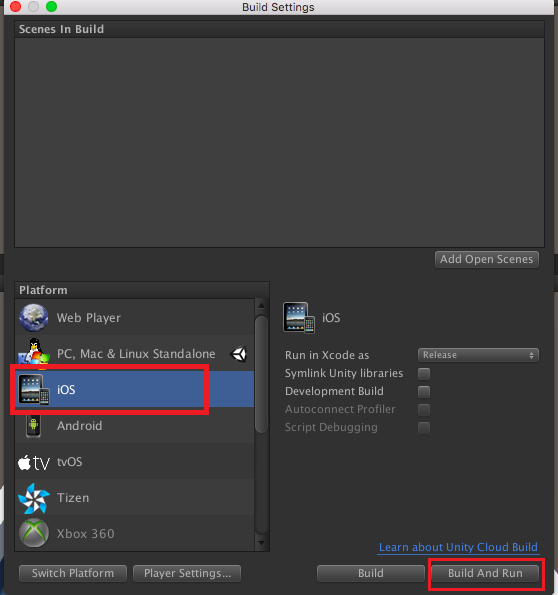 Build Settings
Scenes In Build
Add Open Scenes
Platform
Web Player
PC, Mac & Linux Standalone
iOS
Android
tvOS
Tizen
Xbox 360
iOS
Run in Xcode as Release
Symlink Unity libraries
Development Build
Autoconnect Profiler
Script Debugging
Learn about Unity Cloud Build
Switch Platform Player Settings... Build Build And Run